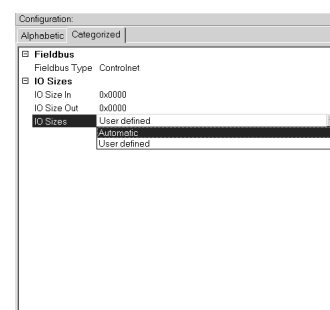 Configuration:
Alphabetic Categorized
Fieldbus
Fieldbus Type Controlnet
IO Sizes
IO Size In 0x0000
IO Size Out 0x0000
IO Sizes User defined
Automatic
User defined